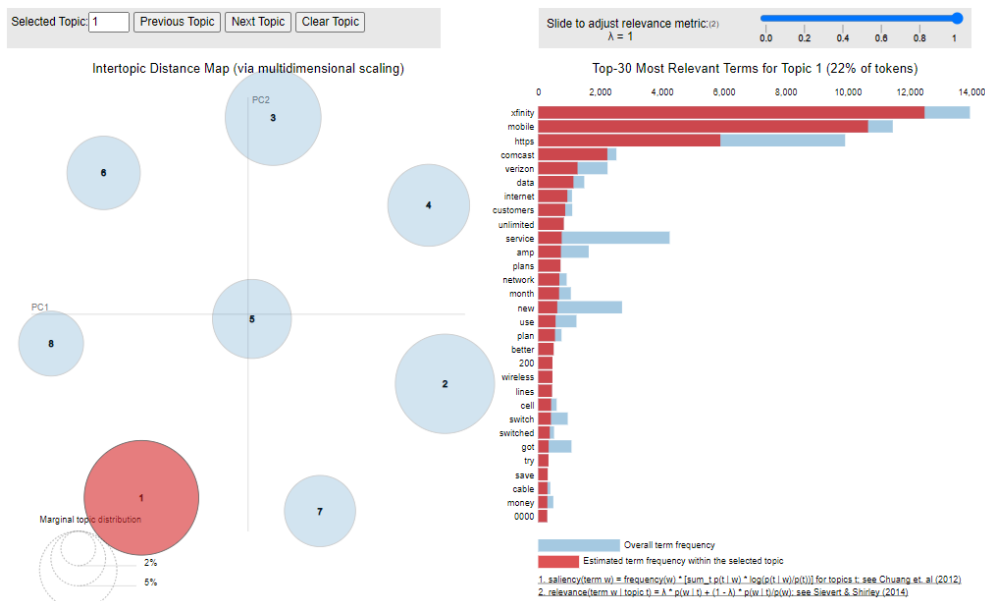 Selected Topic: 1 Previous Topic Next Topic Clear Topic
Slide to adjust relevance metric:(2)
λ = 1
0.0 0.2 0.4 0.6 0.8 1
Intertopic Distance Map (via multidimensional scaling)
PC2
PC1
3
6
4
5
8
2
1
7
Marginal topic distribution
2%
5%
Top-30 Most Relevant Terms for Topic 1 (22% of tokens)
0 2,000 4,000 6,000 8,000 10,000 12,000 14,000
xfinity
mobile
https
comcast
verizon
data
internet
customers
unlimited
service
amp
plans
network
month
new
use
plan
better
200
wireless
lines
cell
switch
switched
got
try
save
cable
money
0000
Overall term frequency
Estimated term frequency within the selected topic
1. saliency(term w) = frequency(w) * [sum_t p(t | w) * log(p(t | w)/p(t))] for topics t; see Chuang et. al (2012)
2. relevance(term w | topic t) = λ * p(w | t) + (1 - λ) * p(w | t)/p(w); see Sievert & Shirley (2014)